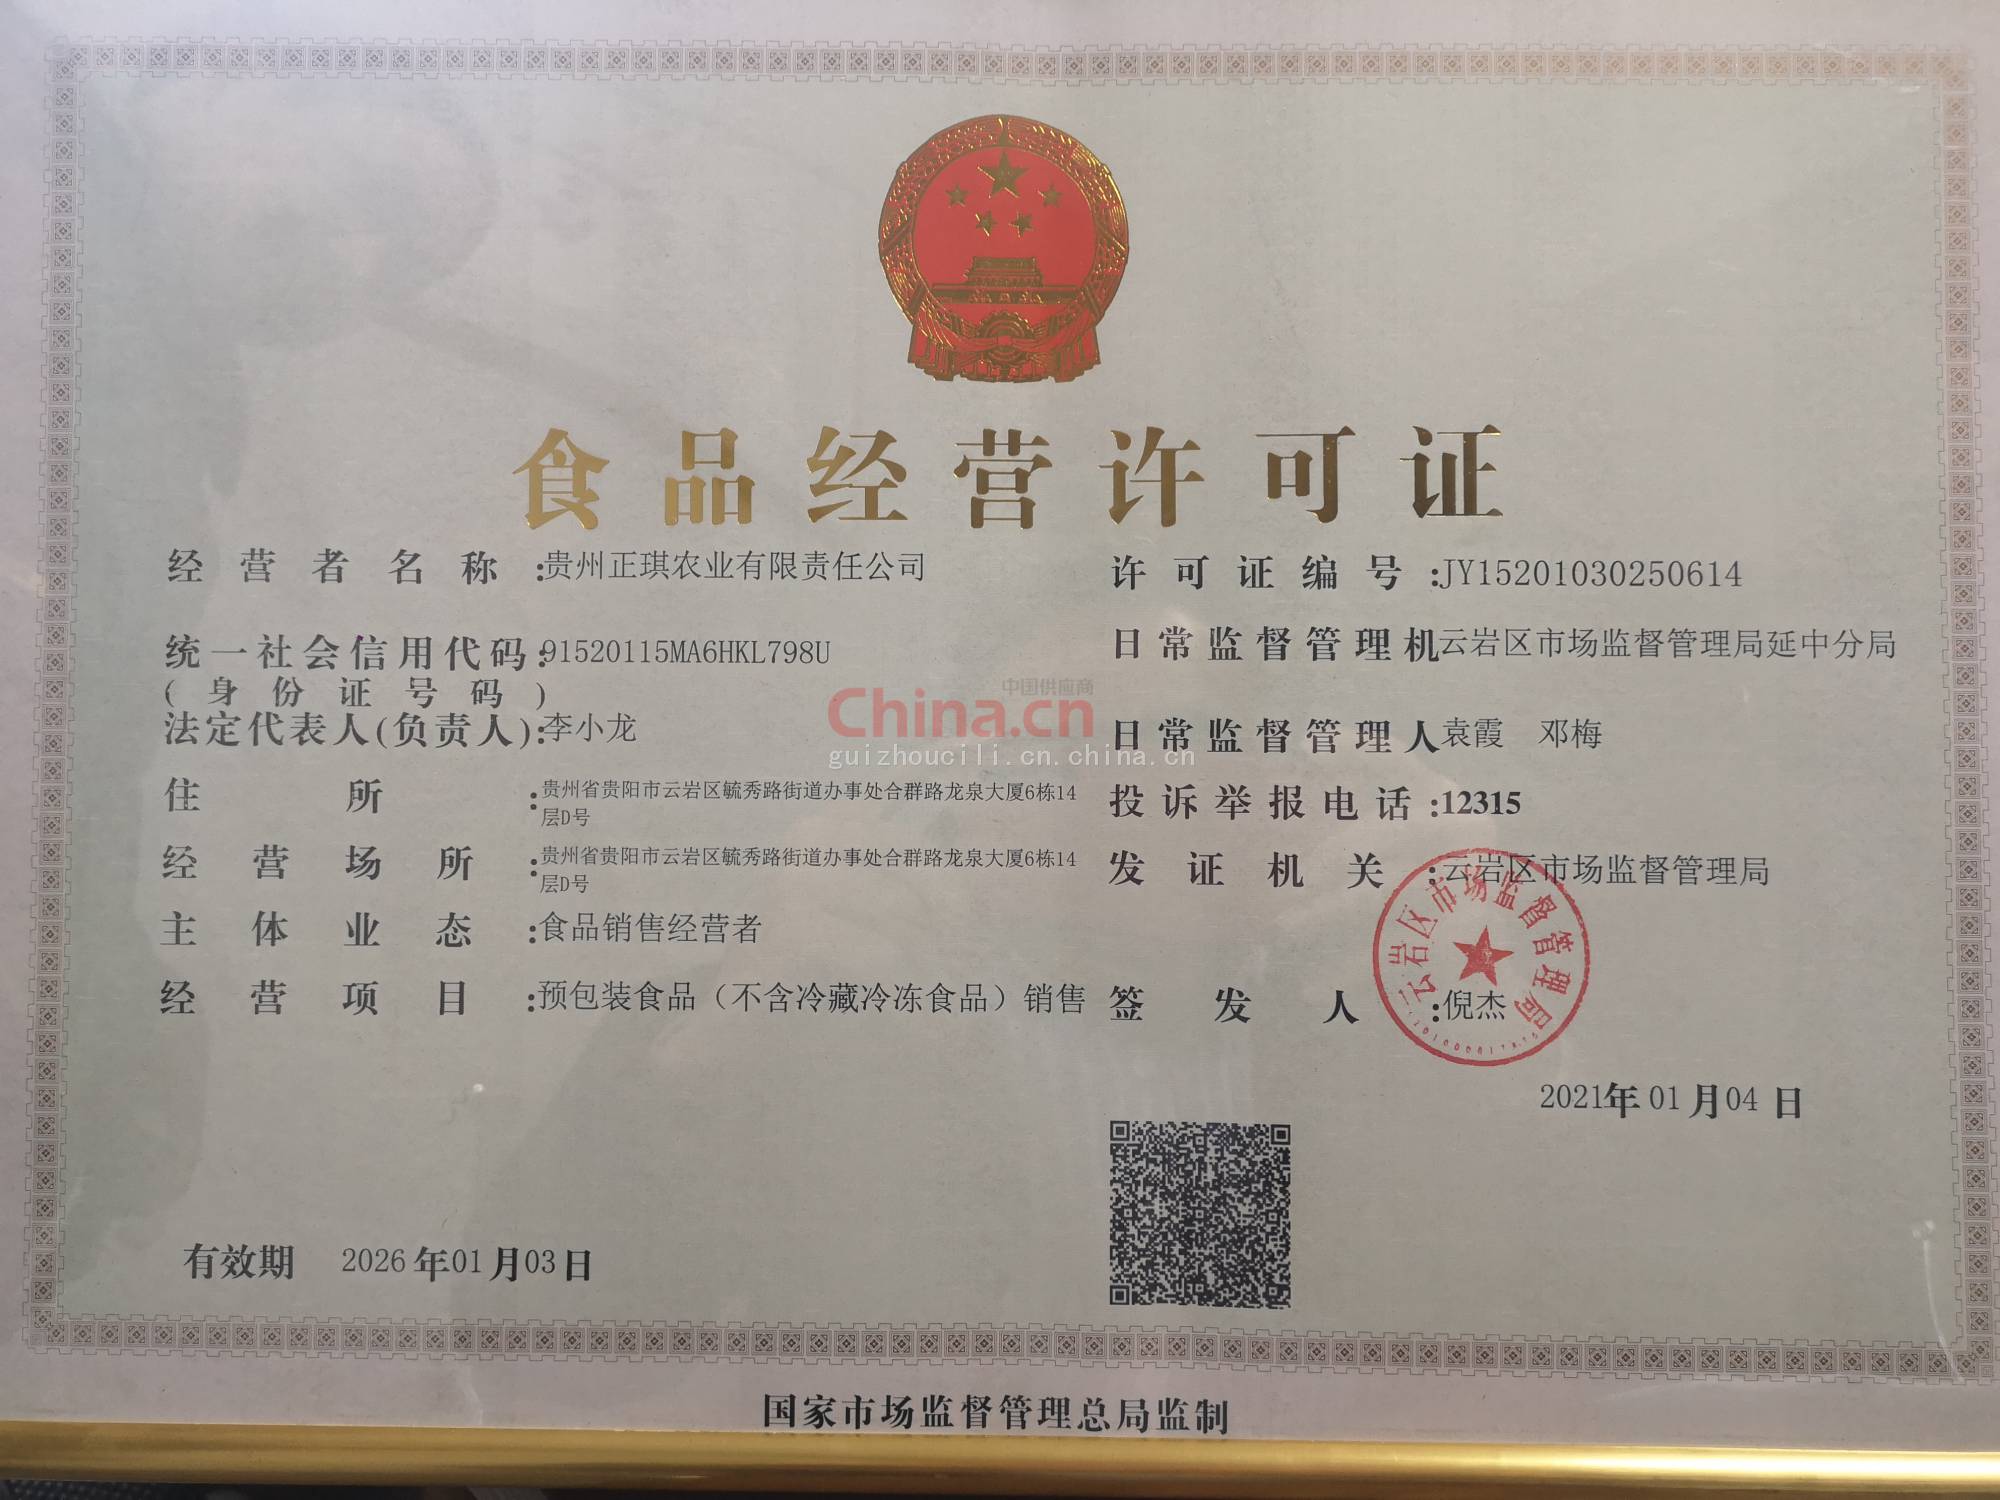 食品经营许可证
经营者名称:贵州正琪农业有限责任公司
统一社会信用代码:91520115MA6HKL798U
(身份证号码)
法定代表人(负责人):李小龙
住所:贵州省贵阳市云岩区毓秀路街道办事处合群路龙泉大厦6栋14
层D号
经营场所:贵州省贵阳市云岩区毓秀路街道办事处合群路龙泉大厦6栋14
层D号
主体业态:食品销售经营者
经营项目:预包装食品（不含冷藏冷冻食品）销售
许可证编号:JY15201030250614
日常监督管理机云岩区市场监督管理局延中分局
日常监督管理人袁霞 邓梅
投诉举报电话:12315
发证机关:云岩区市场监督管理局
签发人:倪杰
云岩区市场监督管理局
2021年01月04日
有效期 2026年01月03日
国家市场监督管理总局监制
中国供应商
China.cn
guizhoucili.cn.china.cn